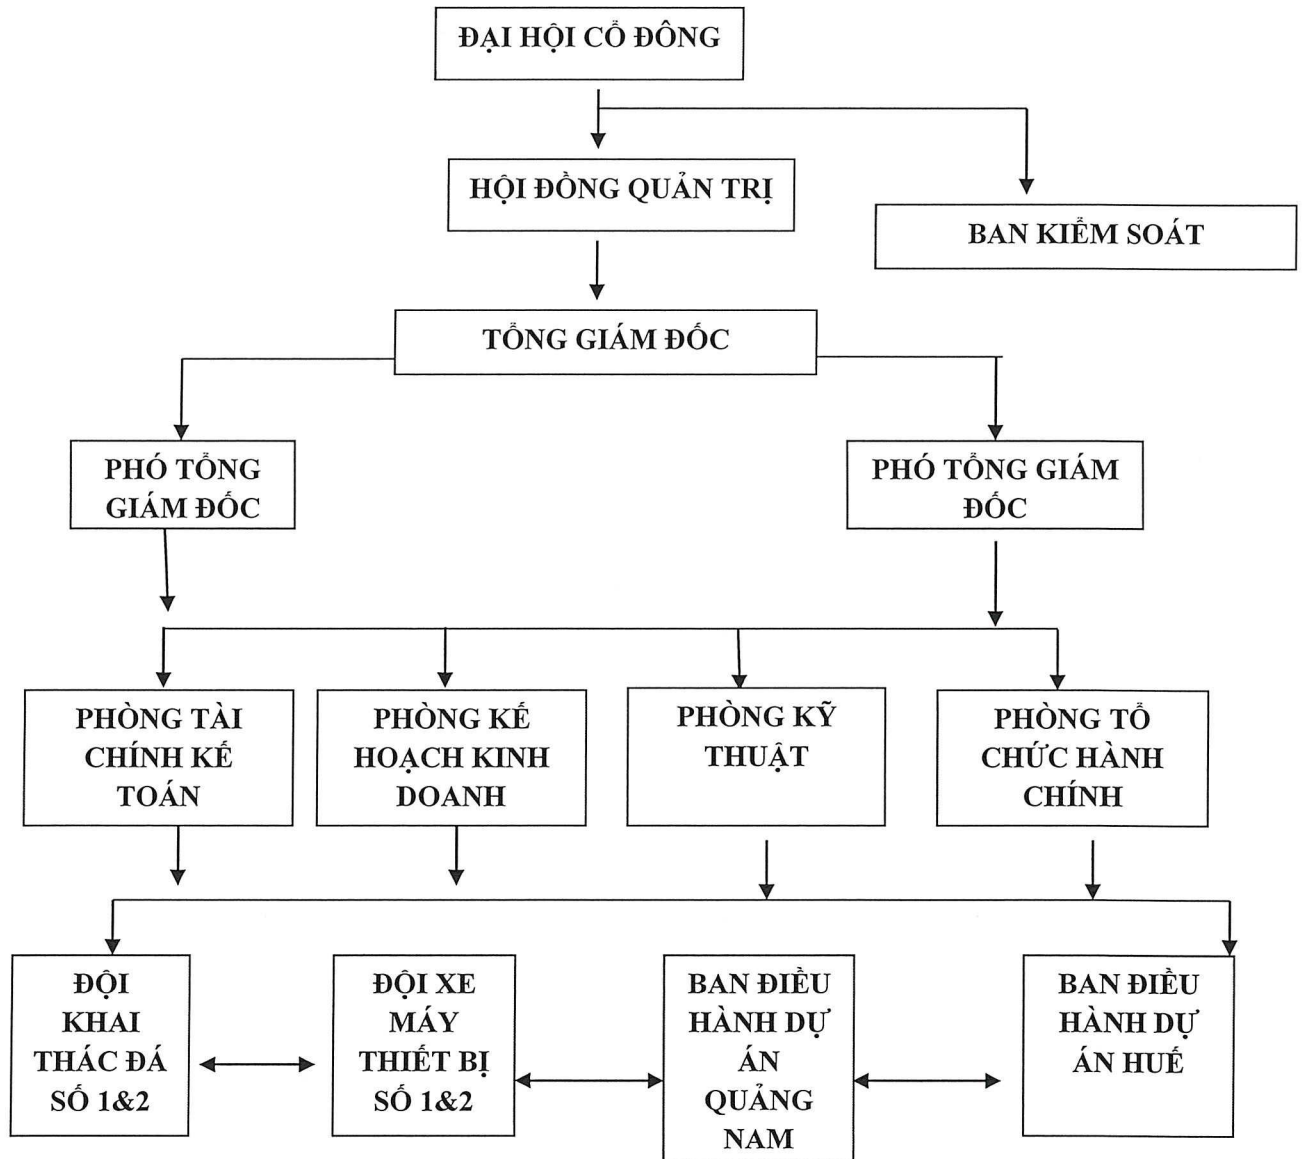 ĐẠI HỘI CỔ ĐÔNG
HỘI ĐỒNG QUẢN TRỊ
BAN KIỂM SOÁT
TỔNG GIÁM ĐỐC
PHÓ TỔNG
GIÁM ĐỐC
PHÓ TỔNG GIÁM
ĐỐC
PHÒNG TÀI
CHÍNH KẾ
TOÁN
PHÒNG KẾ
HOẠCH KINH
DOANH
PHÒNG KỸ
THUẬT
PHÒNG TỔ
CHỨC HÀNH
CHÍNH
ĐỘI
KHAI
THÁC ĐÁ
SỐ 1&2
ĐỘI XE
MÁY
THIẾT BỊ
SỐ 1&2
BAN ĐIỀU
HÀNH DỰ
ÁN
QUẢNG
NAM
BAN ĐIỀU
HÀNH DỰ
ÁN HUẾ